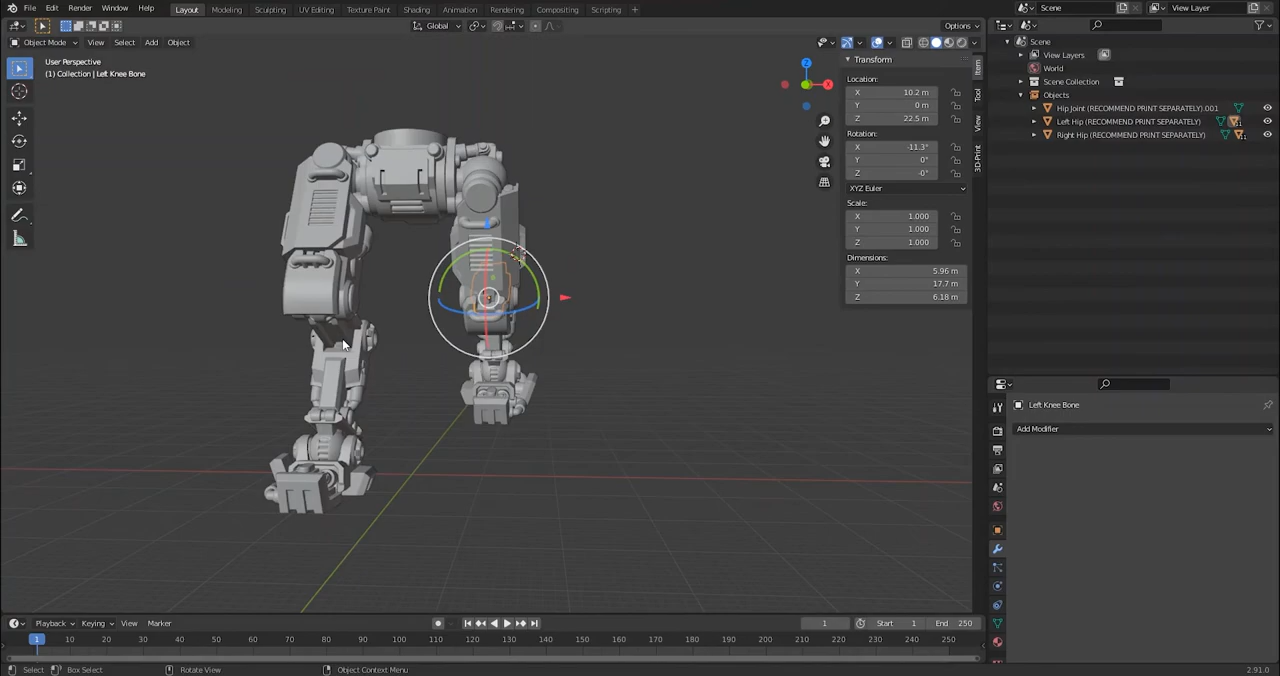 File Edit Render Window Help Layout Modeling Sculpting UV Editing Texture Paint Shading Animation Rendering Compositing Scripting + Scene View Layer
Global Options
Object Mode View Select Add Object
User Perspective
(1) Collection | Left Knee Bone
Z
X
Transform
Location:
X 10.2 m
Y 0 m
Z 22.5 m
Rotation:
X -11.3°
Y 0°
Z -0°
XYZ Euler
Scale:
X 1.000
Y 1.000
Z 1.000
Dimensions:
X 5.96 m
Y 17.7 m
Z 6.18 m
Item
Tool
View
3D-Print
Scene
View Layers
World
Scene Collection
Objects
Hip Joint (RECOMMEND PRINT SEPARATELY).001
Left Hip (RECOMMEND PRINT SEPARATELY)
Right Hip (RECOMMEND PRINT SEPARATELY)
Left Knee Bone
Add Modifier
Playback Keying View Marker 1 Start 1 End 250
1 10 20 30 40 50 60 70 80 90 100 110 120 130 140 150 160 170 180 190 200 210 220 230 240 250
Select Box Select Rotate View Object Context Menu 2.91.0